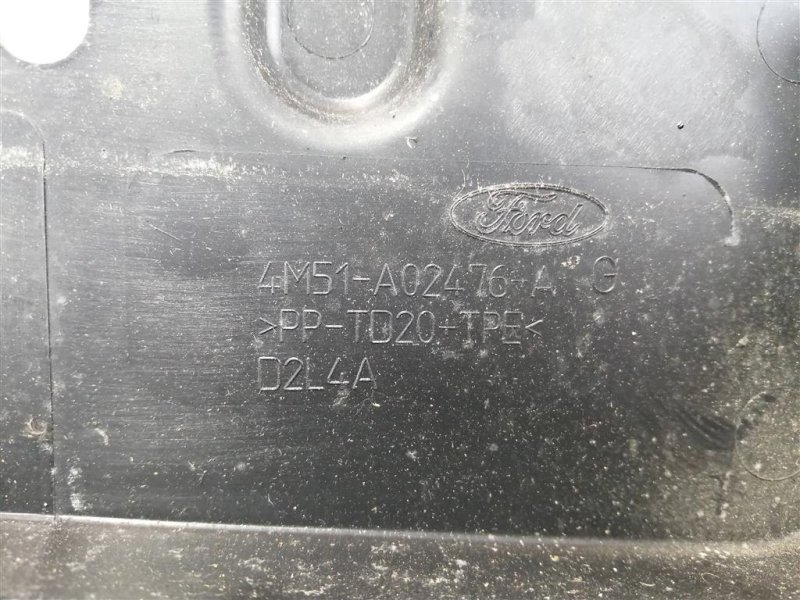 Ford
4M51-A02476-A G
>PP-TD20+TPE<
D2L4A